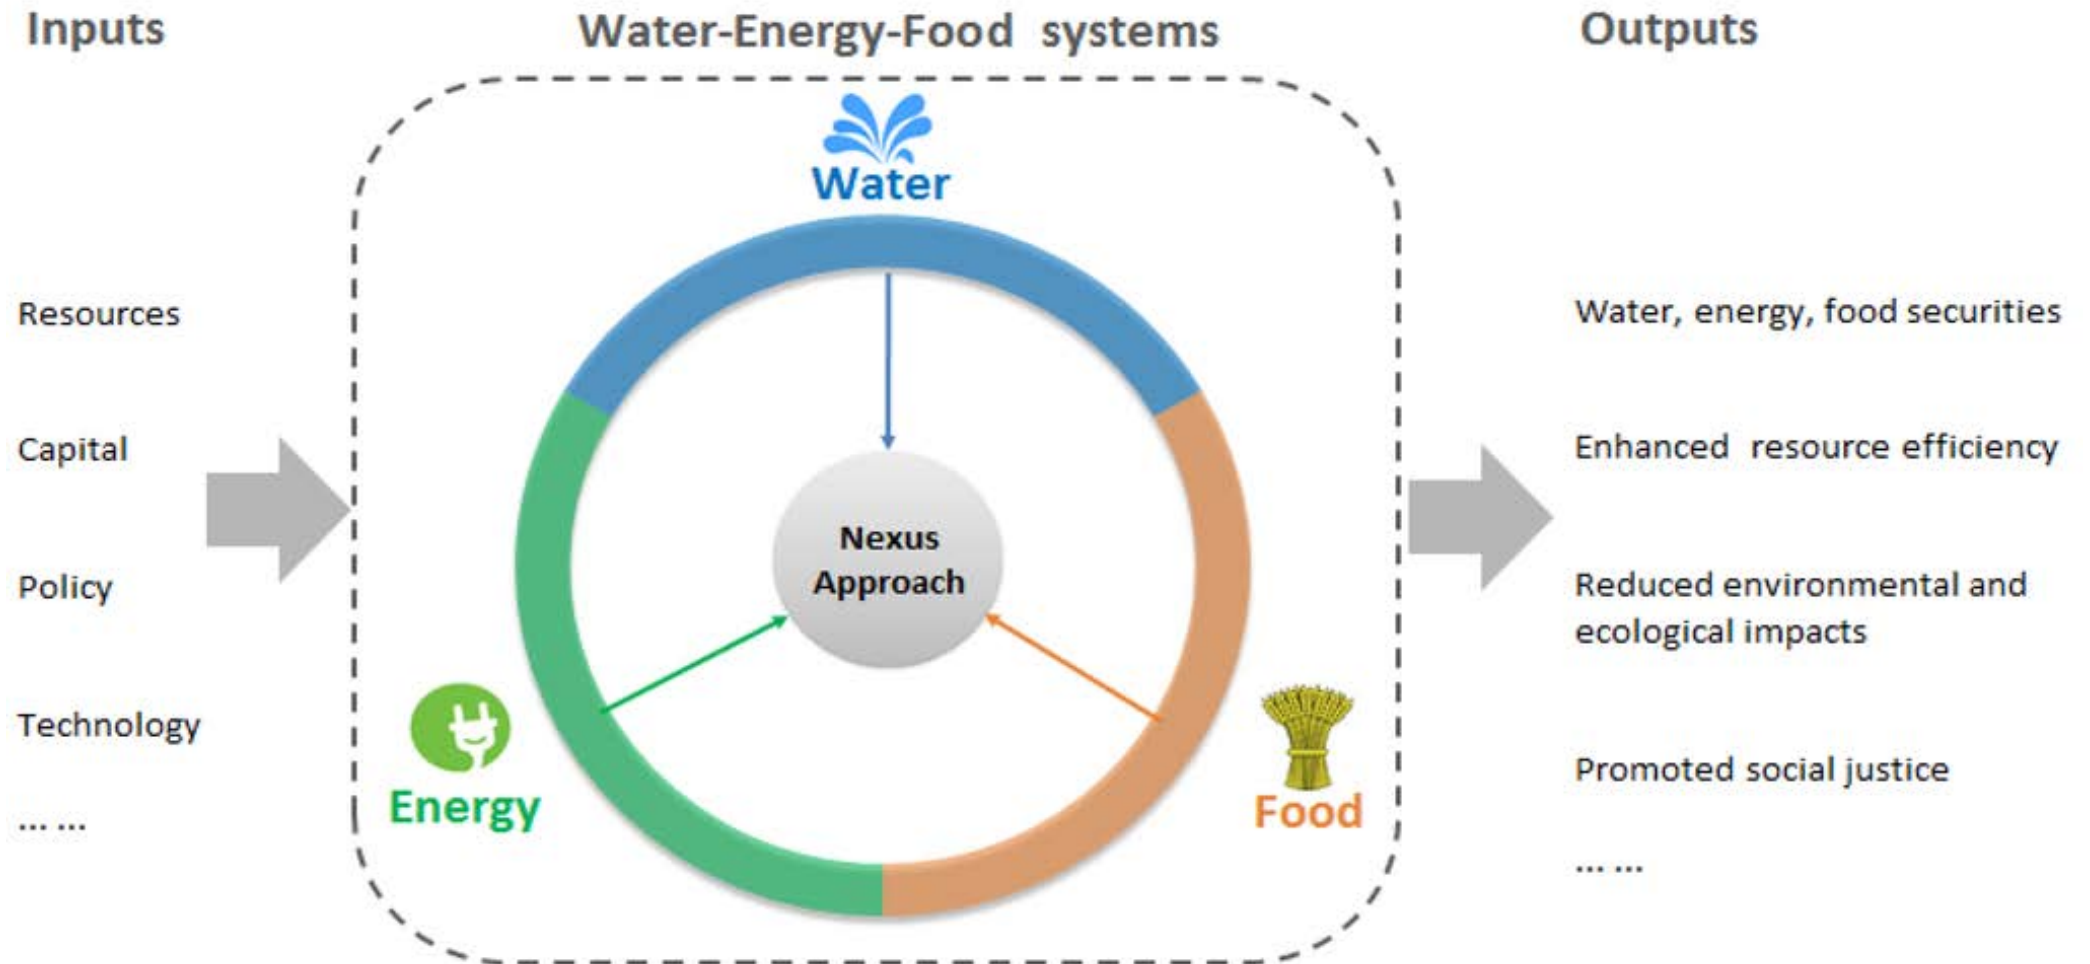 Inputs
Water-Energy-Food systems
Outputs
Resources
Capital
Policy
Technology
... ...
Water
Nexus
Approach
Energy
Food
Water, energy, food securities
Enhanced resource efficiency
Reduced environmental and
ecological impacts
Promoted social justice
... ...